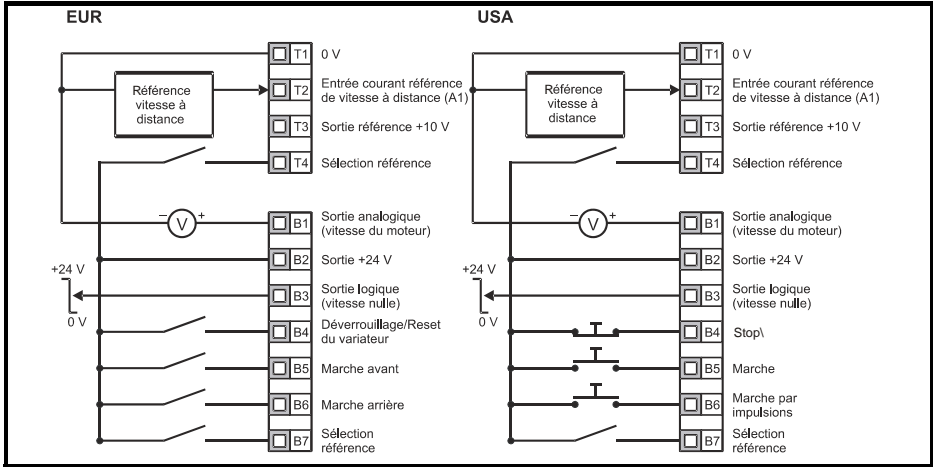 EUR
T1 0 V
Référence
vitesse à
distance
T2 Entrée courant référence
de vitesse à distance (A1)
T3 Sortie référence +10 V
T4 Sélection référence
– V +
B1 Sortie analogique
(vitesse du moteur)
B2 Sortie +24 V
+24 V
0 V
B3 Sortie logique
(vitesse nulle)
B4 Déverrouillage/Reset
du variateur
B5 Marche avant
B6 Marche arrière
B7 Sélection
référence
USA
T1 0 V
Référence
vitesse à
distance
T2 Entrée courant référence
de vitesse à distance (A1)
T3 Sortie référence +10 V
T4 Sélection référence
– V +
B1 Sortie analogique
(vitesse du moteur)
B2 Sortie +24 V
+24 V
0 V
B3 Sortie logique
(vitesse nulle)
B4 Stop\
B5 Marche
B6 Marche par
impulsions
B7 Sélection
référence